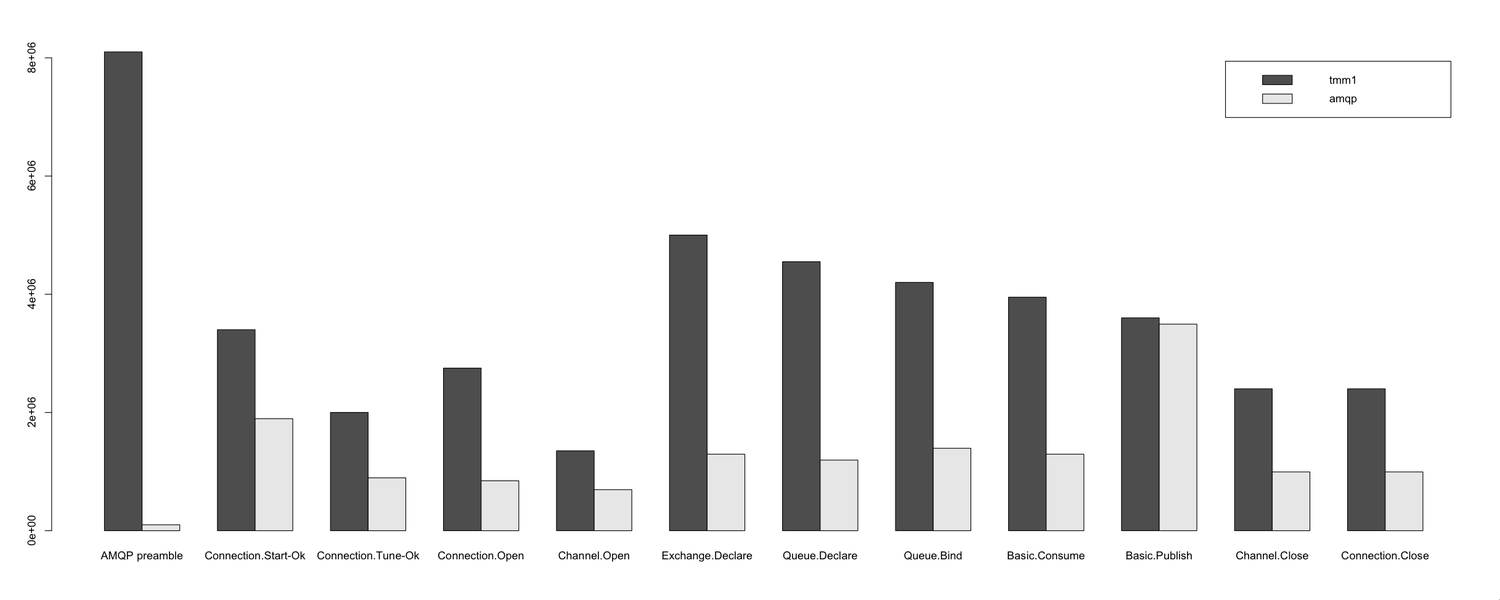 8e+06
6e+06
4e+06
2e+06
0e+00
tmm1
amqp
AMQP preamble Connection.Start-Ok Connection.Tune-Ok Connection.Open Channel.Open Exchange.Declare Queue.Declare Queue.Bind Basic.Consume Basic.Publish Channel.Close Connection.Close